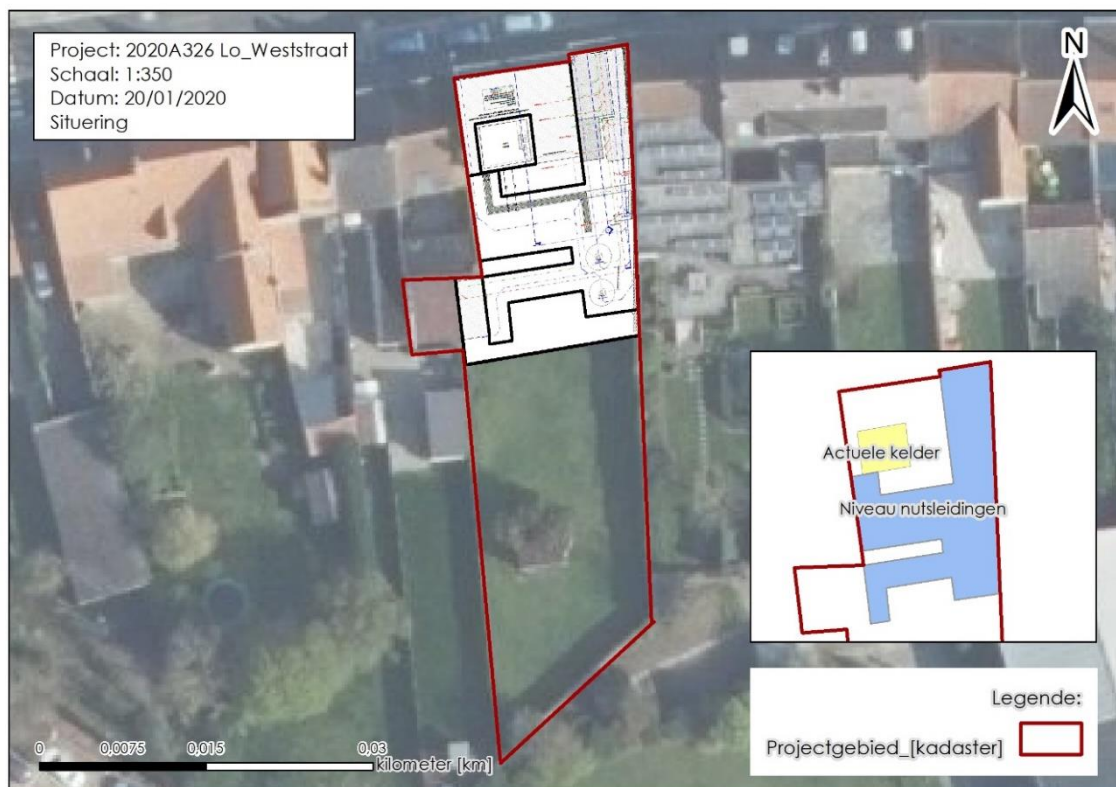 Project: 2020A326 Lo_Weststraat
Schaal: 1:350
Datum: 20/01/2020
Situering
N
Actuele kelder
Niveau nutsleidingen
Legende:
Projectgebied_[kadaster]
0 0,0075 0,015 0,03
kilometer [km]